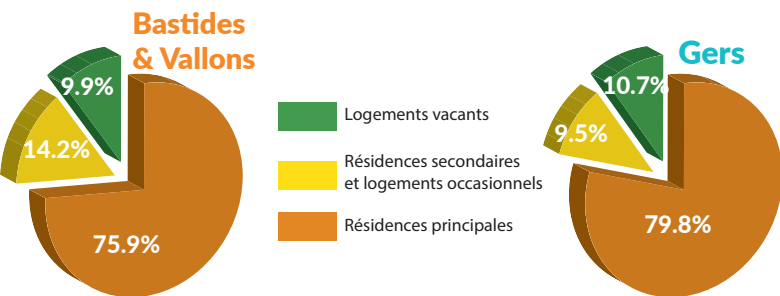 Bastides
& Vallons
9.9%
14.2%
75.9%
Logements vacants
Résidences secondaires
et logements occasionnels
Résidences principales
Gers
10.7%
9.5%
79.8%